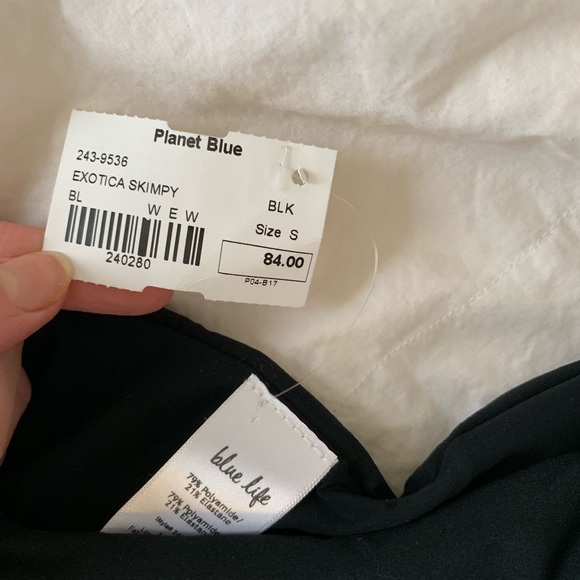 Planet Blue
243-9536
EXOTICA SKIMPY
BL
W E W
BLK
Size S
240280
84.00
P04-B17
blue life
79% Polyamide/
21% Elastane
79% Polyamide/
21% Elastane